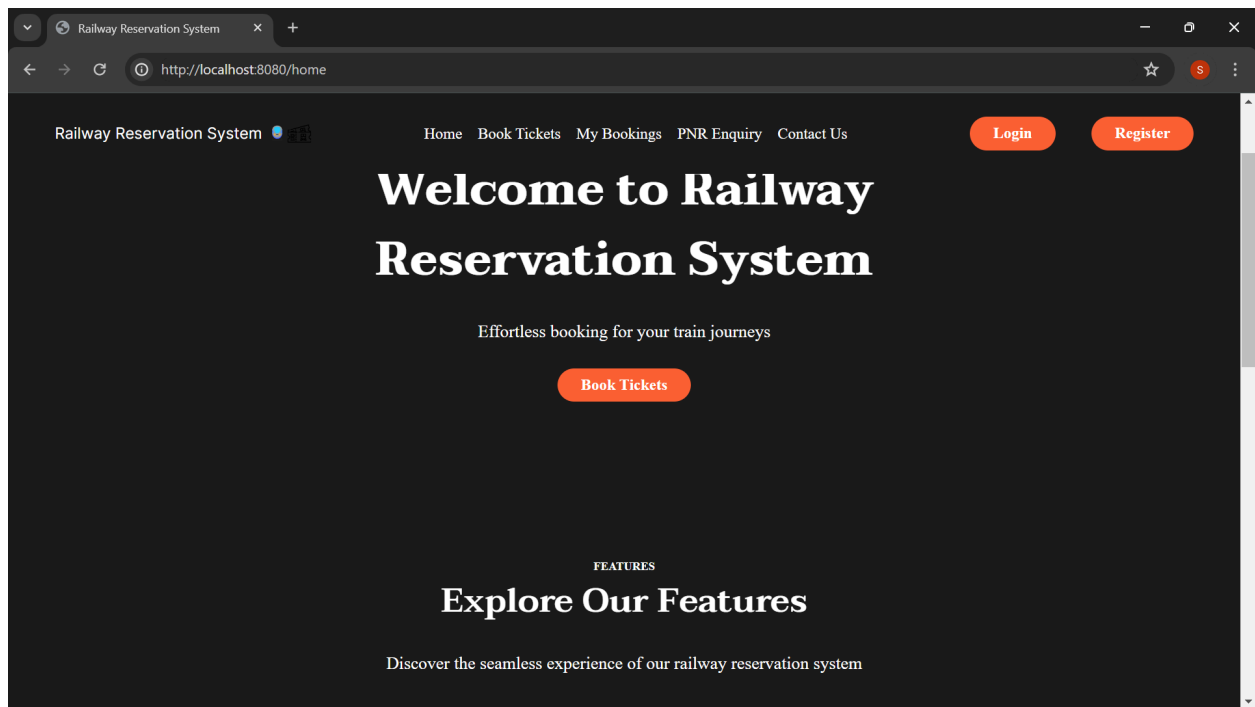 Railway Reservation System
http://localhost:8080/home
S
Railway Reservation System
Home Book Tickets My Bookings PNR Enquiry Contact Us
Login
Register
Welcome to Railway
Reservation System
Effortless booking for your train journeys
Book Tickets
FEATURES
Explore Our Features
Discover the seamless experience of our railway reservation system